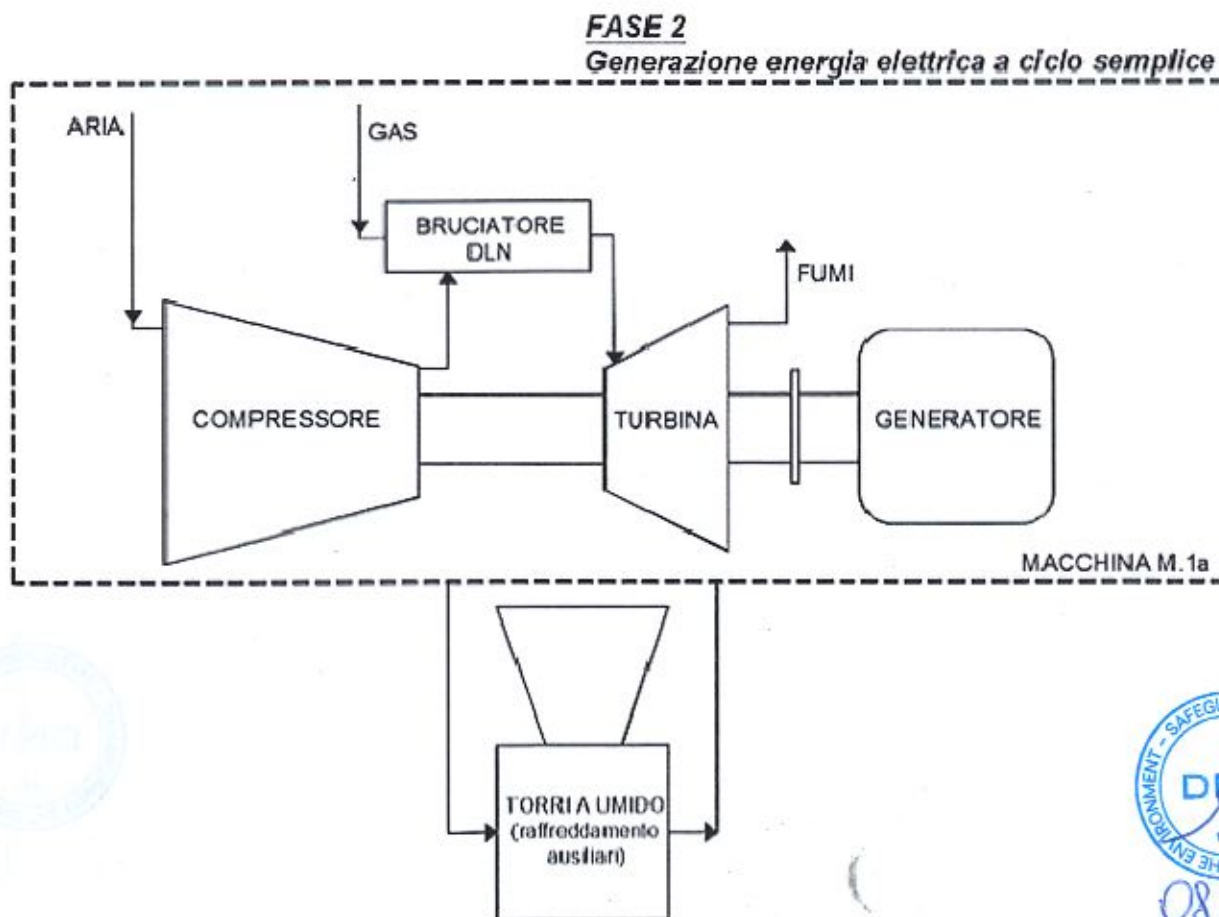 FASE 2
Generazione energia elettrica a ciclo semplice
ARIA
GAS
BRUCIATORE
DLN
FUMI
COMPRESSORE
TURBINA
GENERATORE
MACCHINA M.1a
TORRI A UMIDO
(raffreddamento
ausiliari)